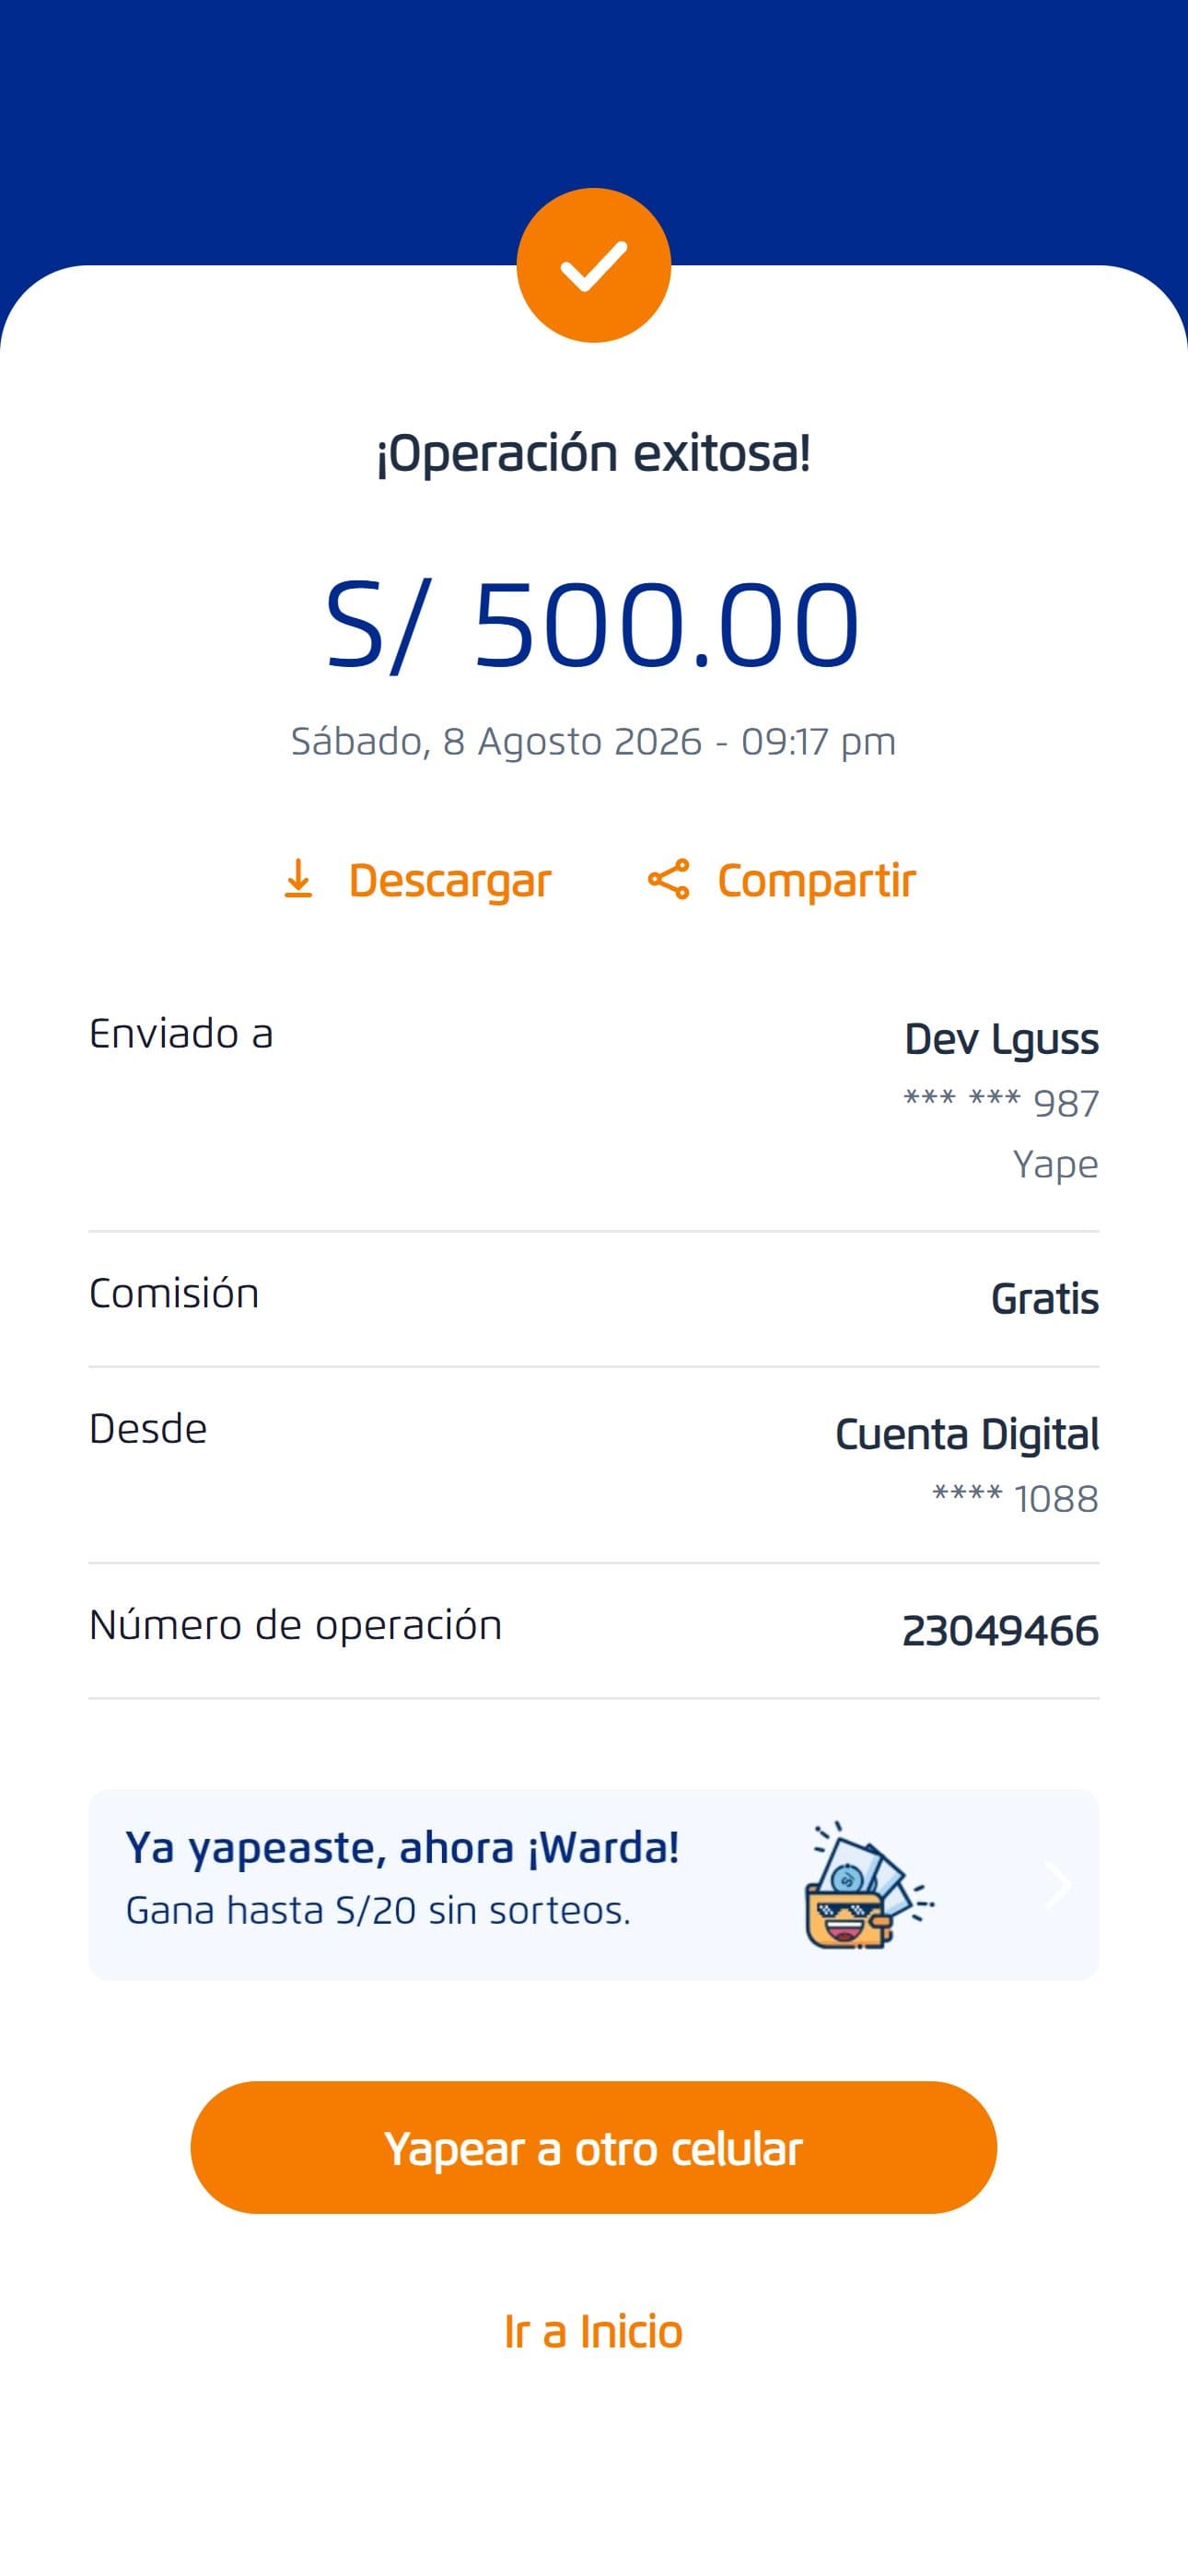 ¡Operación exitosa!
S/ 500.00
Sábado, 8 Agosto 2026 - 09:17 pm
Descargar Compartir
Enviado a Dev Lguss
*** *** 987
Yape
Comisión Gratis
Desde Cuenta Digital
**** 1088
Número de operación 23049466
Ya yapeaste, ahora ¡Warda!
Gana hasta S/20 sin sorteos.
Yapear a otro celular
Ir a Inicio